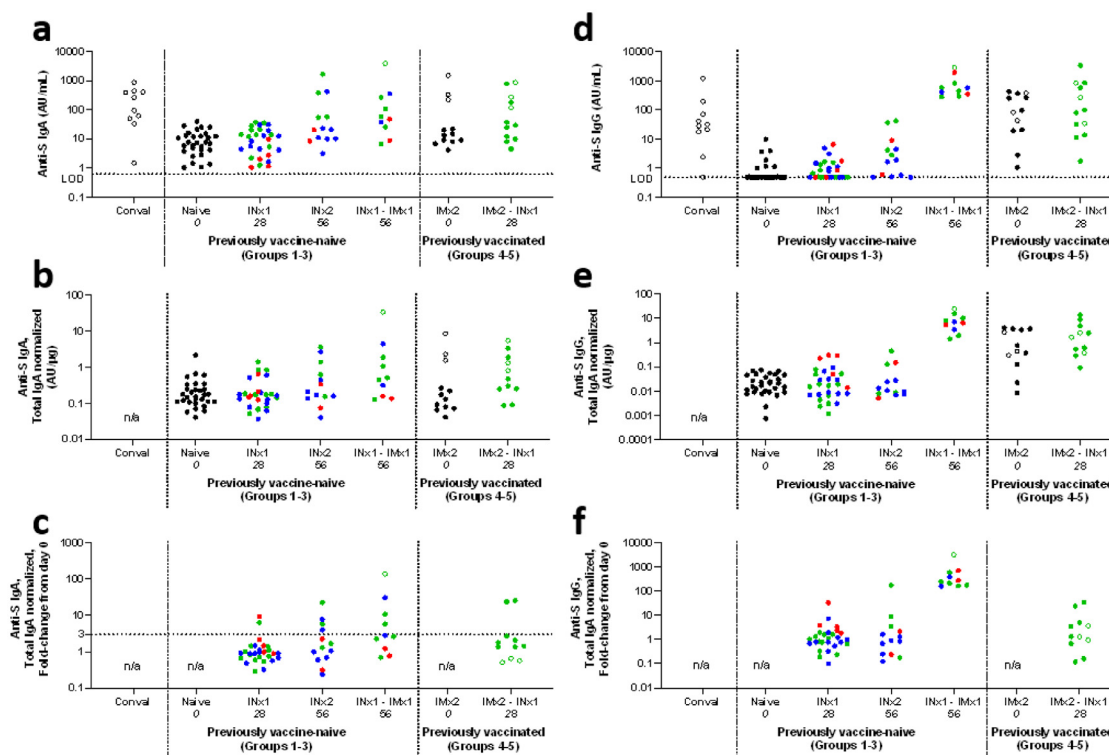 a
Anti-S IgA (AU/mL)
10000
1000
100
10
1
LOD
0.1
Conval
Naive
0
INx1
28
INx2
56
INx1 - IMx1
56
IMx2
0
IMx2 - INx1
28
Previously vaccine-naive
(Groups 1-3)
Previously vaccinated
(Groups 4-5)
d
Anti-S IgG (AU/mL)
10000
1000
100
10
1
LOD
0.1
Conval
Naive
0
INx1
28
INx2
56
INx1 - IMx1
56
IMx2
0
IMx2 - INx1
28
Previously vaccine-naive
(Groups 1-3)
Previously vaccinated
(Groups 4-5)
b
Anti-S IgA,
Total IgA normalized
(AU/µg)
100
10
1
0.1
0.01
n/a
Conval
Naive
0
INx1
28
INx2
56
INx1 - IMx1
56
IMx2
0
IMx2 - INx1
28
Previously vaccine-naive
(Groups 1-3)
Previously vaccinated
(Groups 4-5)
e
Anti-S IgG,
Total IgA normalized
(AU/µg)
100
10
1
0.1
0.01
0.001
0.0001
n/a
Conval
Naive
0
INx1
28
INx2
56
INx1 - IMx1
56
IMx2
0
IMx2 - INx1
28
Previously vaccine-naive
(Groups 1-3)
Previously vaccinated
(Groups 4-5)
c
Anti-S IgA,
Total IgA normalized,
Fold-change from day 0
1000
100
10
3
1
0.1
n/a
n/a
n/a
Conval
Naive
0
INx1
28
INx2
56
INx1 - IMx1
56
IMx2
0
IMx2 - INx1
28
Previously vaccine-naive
(Groups 1-3)
Previously vaccinated
(Groups 4-5)
f
Anti-S IgG,
Total IgA normalized,
Fold-change from day 0
10000
1000
100
10
1
0.1
0.01
n/a
n/a
n/a
Conval
Naive
0
INx1
28
INx2
56
INx1 - IMx1
56
IMx2
0
IMx2 - INx1
28
Previously vaccine-naive
(Groups 1-3)
Previously vaccinated
(Groups 4-5)